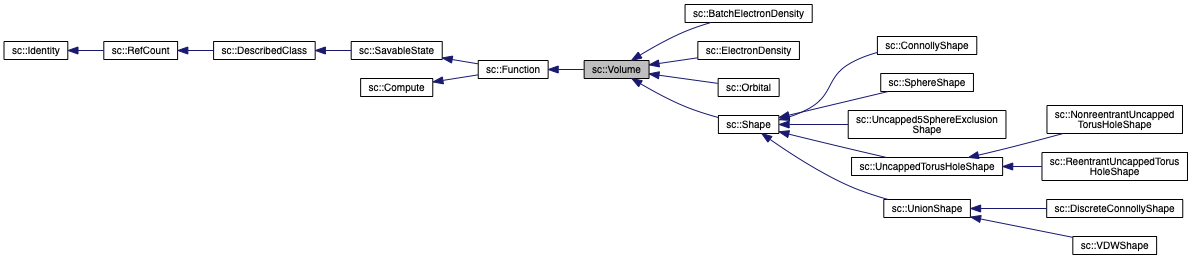 sc::Identity
sc::RefCount
sc::DescribedClass
sc::SavableState
sc::Compute
sc::Function
sc::Volume
sc::BatchElectronDensity
sc::ElectronDensity
sc::Orbital
sc::Shape
sc::ConnollyShape
sc::SphereShape
sc::Uncapped5SphereExclusion
Shape
sc::UncappedTorusHoleShape
sc::UnionShape
sc::NonreentrantUncapped
TorusHoleShape
sc::ReentrantUncappedTorus
HoleShape
sc::DiscreteConnollyShape
sc::VDWShape